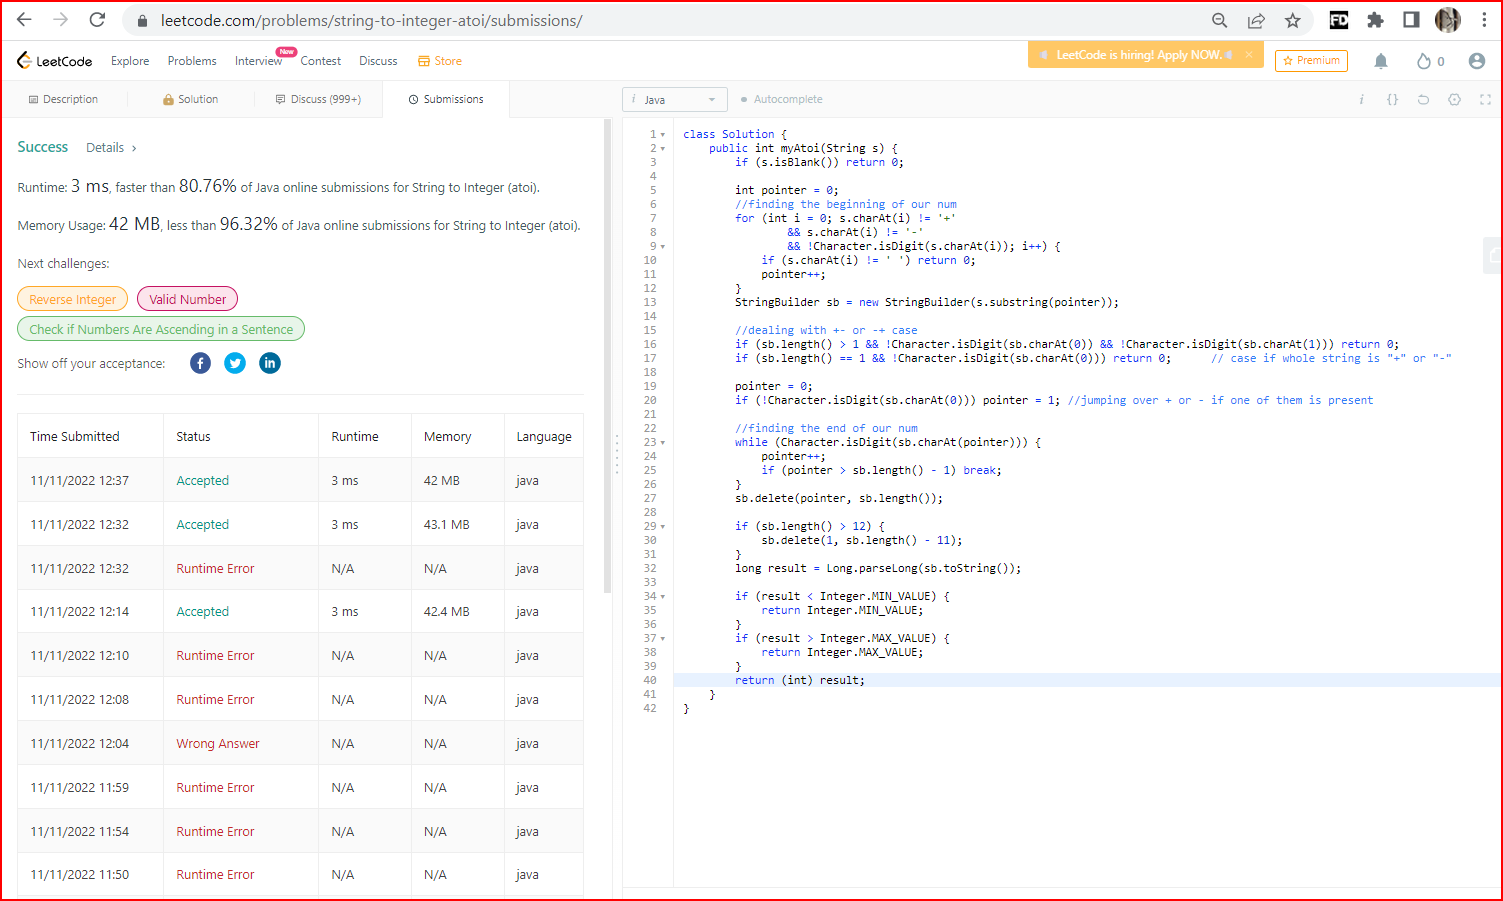 leetcode.com/problems/string-to-integer-atoi/submissions/
FD
LeetCode Explore Problems Interview New Contest Discuss Store
LeetCode is hiring! Apply NOW. ×
Premium
0
Description Solution Discuss (999+) Submissions
Success Details ›
Runtime: 3 ms, faster than 80.76% of Java online submissions for String to Integer (atoi).
Memory Usage: 42 MB, less than 96.32% of Java online submissions for String to Integer (atoi).
Next challenges:
Reverse Integer Valid Number
Check if Numbers Are Ascending in a Sentence
Show off your acceptance:
Time Submitted Status Runtime Memory Language
11/11/2022 12:37 Accepted 3 ms 42 MB java
11/11/2022 12:32 Accepted 3 ms 43.1 MB java
11/11/2022 12:32 Runtime Error N/A N/A java
11/11/2022 12:14 Accepted 3 ms 42.4 MB java
11/11/2022 12:10 Runtime Error N/A N/A java
11/11/2022 12:08 Runtime Error N/A N/A java
11/11/2022 12:04 Wrong Answer N/A N/A java
11/11/2022 11:59 Runtime Error N/A N/A java
11/11/2022 11:54 Runtime Error N/A N/A java
11/11/2022 11:50 Runtime Error N/A N/A java
i Java Autocomplete
i {}
1 class Solution {
2 public int myAtoi(String s) {
3 if (s.isBlank()) return 0;
4
5 int pointer = 0;
6 //finding the beginning of our num
7 for (int i = 0; s.charAt(i) != '+'
8 && s.charAt(i) != '-'
9 && !Character.isDigit(s.charAt(i)); i++) {
10 if (s.charAt(i) != ' ') return 0;
11 pointer++;
12 }
13 StringBuilder sb = new StringBuilder(s.substring(pointer));
14
15 //dealing with +- or -+ case
16 if (sb.length() > 1 && !Character.isDigit(sb.charAt(0)) && !Character.isDigit(sb.charAt(1))) return 0;
17 if (sb.length() == 1 && !Character.isDigit(sb.charAt(0))) return 0; // case if whole string is "+" or "-"
18
19 pointer = 0;
20 if (!Character.isDigit(sb.charAt(0))) pointer = 1; //jumping over + or - if one of them is present
21
22 //finding the end of our num
23 while (Character.isDigit(sb.charAt(pointer))) {
24 pointer++;
25 if (pointer > sb.length() - 1) break;
26 }
27 sb.delete(pointer, sb.length());
28
29 if (sb.length() > 12) {
30 sb.delete(1, sb.length() - 11);
31 }
32 long result = Long.parseLong(sb.toString());
33
34 if (result < Integer.MIN_VALUE) {
35 return Integer.MIN_VALUE;
36 }
37 if (result > Integer.MAX_VALUE) {
38 return Integer.MAX_VALUE;
39 }
40 return (int) result;
41 }
42 }